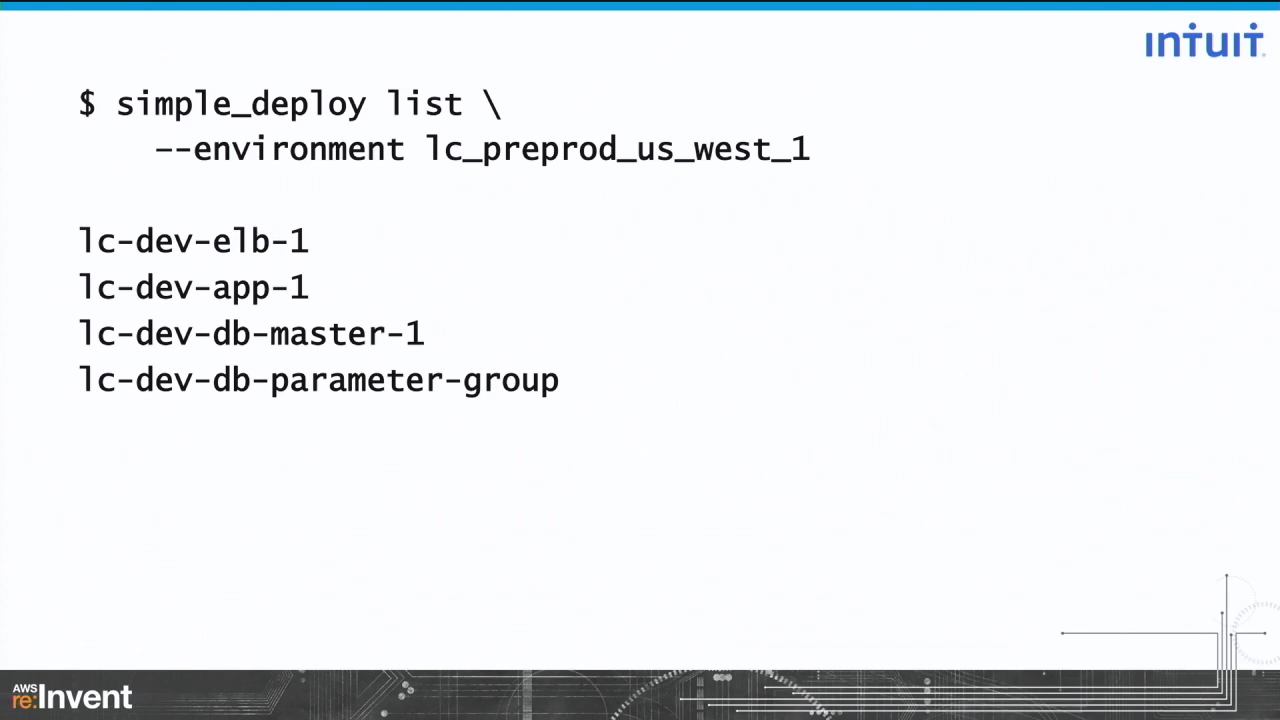 ıntuıt.
$ simple_deploy list \
--environment lc_preprod_us_west_1
lc-dev-elb-1
lc-dev-app-1
lc-dev-db-master-1
lc-dev-db-parameter-group
AWS
re:Invent